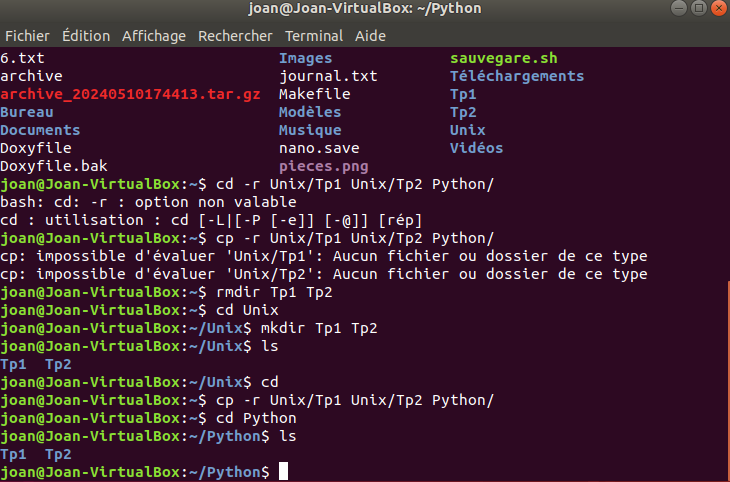 joan@Joan-VirtualBox: ~/Python
Fichier Édition Affichage Rechercher Terminal Aide
6.txt Images sauvegare.sh
archive journal.txt Téléchargements
archive_20240510174413.tar.gz Makefile Tp1
Bureau Modèles Tp2
Documents Musique Unix
Doxyfile nano.save Vidéos
Doxyfile.bak pieces.png
joan@Joan-VirtualBox:~$ cd -r Unix/Tp1 Unix/Tp2 Python/
bash: cd: -r : option non valable
cd : utilisation : cd [-L|[-P [-e]] [-@]] [rép]
joan@Joan-VirtualBox:~$ cp -r Unix/Tp1 Unix/Tp2 Python/
cp: impossible d'évaluer 'Unix/Tp1': Aucun fichier ou dossier de ce type
cp: impossible d'évaluer 'Unix/Tp2': Aucun fichier ou dossier de ce type
joan@Joan-VirtualBox:~$ rmdir Tp1 Tp2
joan@Joan-VirtualBox:~$ cd Unix
joan@Joan-VirtualBox:~/Unix$ mkdir Tp1 Tp2
joan@Joan-VirtualBox:~/Unix$ ls
Tp1 Tp2
joan@Joan-VirtualBox:~/Unix$ cd
joan@Joan-VirtualBox:~$ cp -r Unix/Tp1 Unix/Tp2 Python/
joan@Joan-VirtualBox:~$ cd Python
joan@Joan-VirtualBox:~/Python$ ls
Tp1 Tp2
joan@Joan-VirtualBox:~/Python$